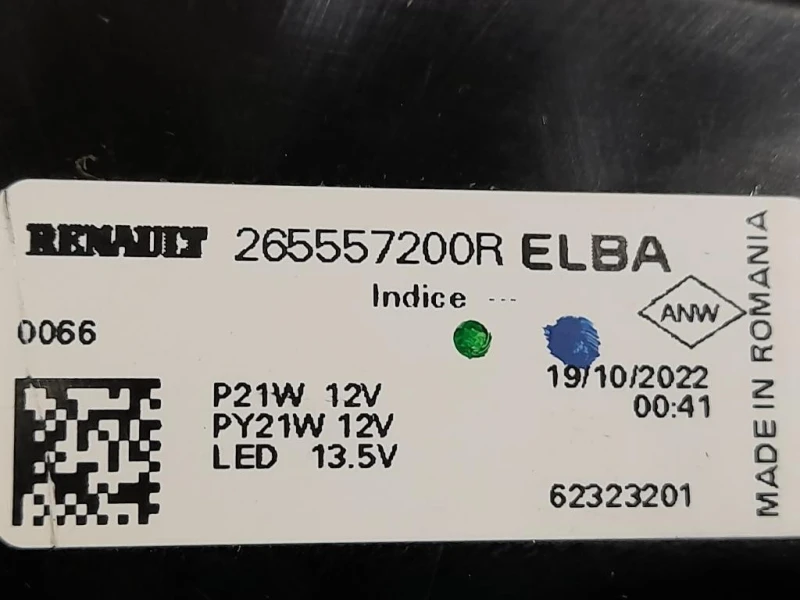 RENAULT 265557200R ELBA
Indice ---
ANW
0066
19/10/2022
00:41
P21W 12V
PY21W 12V
LED 13.5V
62323201
MADE IN ROMANIA